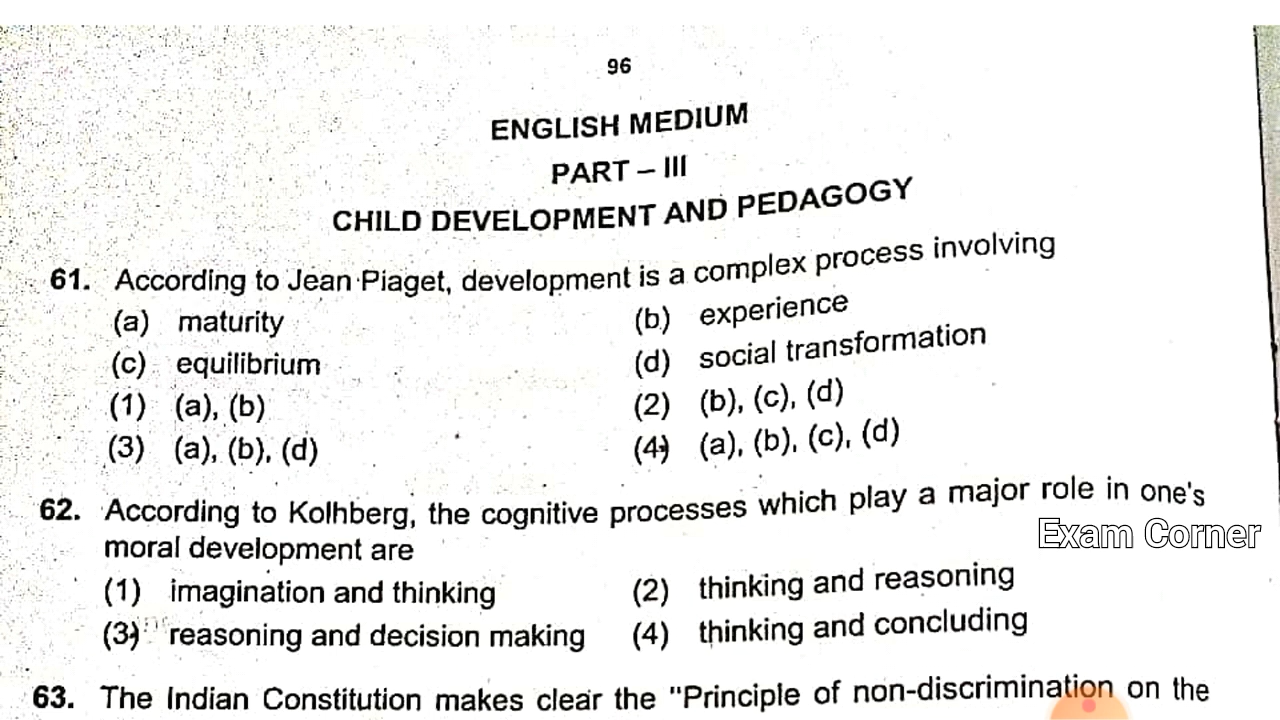 96
ENGLISH MEDIUM
PART – III
CHILD DEVELOPMENT AND PEDAGOGY
61. According to Jean Piaget, development is a complex process involving
(a) maturity (b) experience
(c) equilibrium (d) social transformation
(1) (a), (b) (2) (b), (c), (d)
(3) (a), (b), (d) (4) (a), (b), (c), (d)
62. According to Kolhberg, the cognitive processes which play a major role in one's
Exam Corner
moral development are
(1) imagination and thinking (2) thinking and reasoning
(3) reasoning and decision making (4) thinking and concluding
63. The Indian Constitution makes clear the "Principle of non-discrimination on the